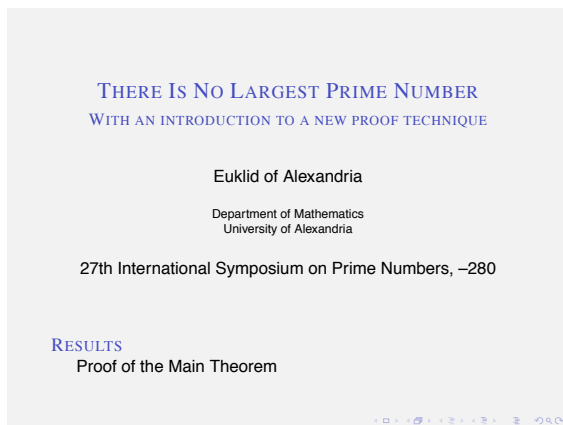 THERE IS NO LARGEST PRIME NUMBER
WITH AN INTRODUCTION TO A NEW PROOF TECHNIQUE
Euklid of Alexandria
Department of Mathematics
University of Alexandria
27th International Symposium on Prime Numbers, –280
RESULTS
Proof of the Main Theorem